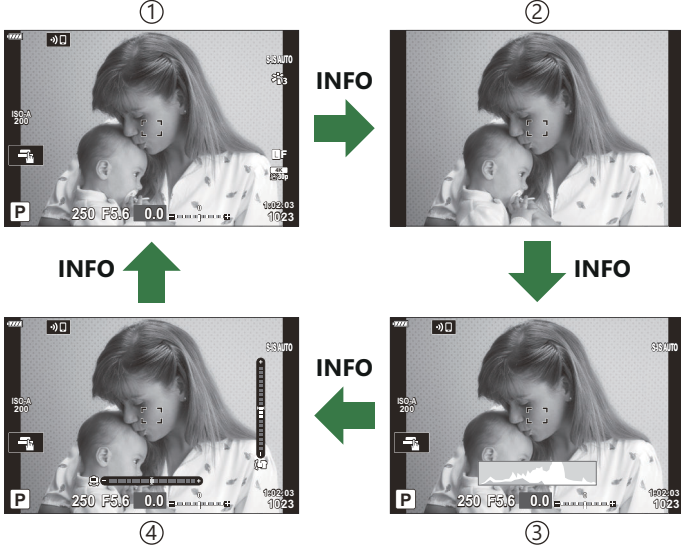 ① ②
S-IS AUTO
3
ISO-A
200
L F
4K
30p
P 250 F5.6 0.0 0 1:02:03
1023
INFO
INFO
INFO
INFO
S-IS AUTO
ISO-A
200
P 250 F5.6 0.0 0 1:02:03
1023
S-IS AUTO
ISO-A
200
P 250 F5.6 0.0 1:02:03
1023
④ ③